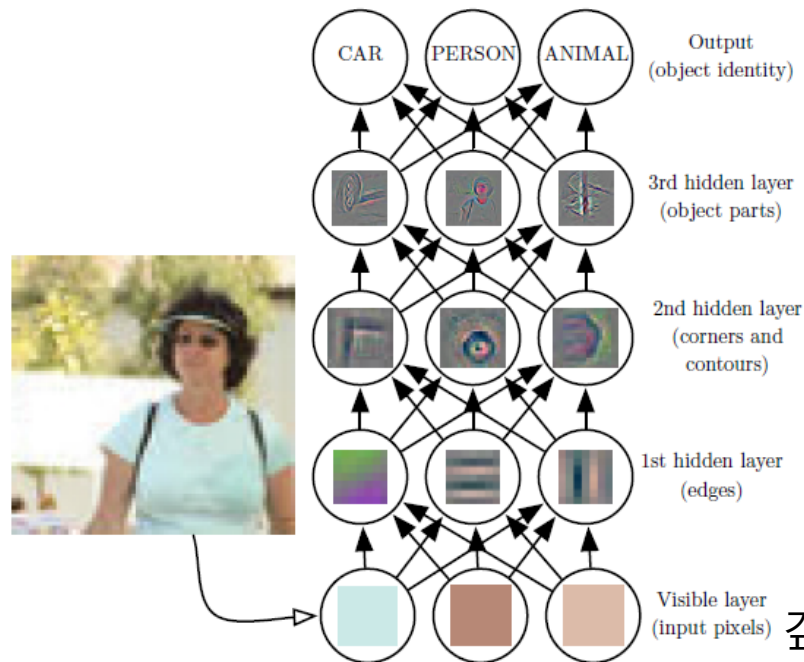 CAR PERSON ANIMAL
Output
(object identity)
3rd hidden layer
(object parts)
2nd hidden layer
(corners and
contours)
1st hidden layer
(edges)
Visible layer
(input pixels)